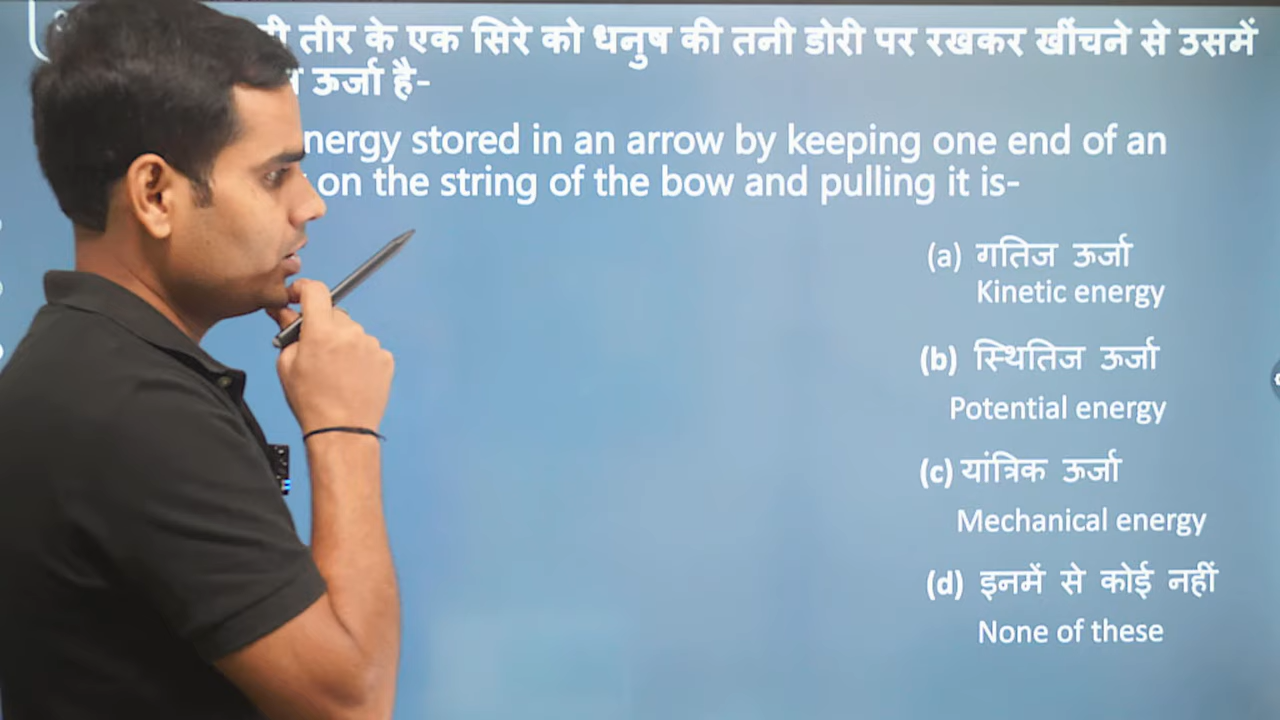 तीर के एक सिरे को धनुष की तनी डोरी पर रखकर खींचने से उसमें
ऊर्जा है-
stored in an arrow by keeping one end of an
on the string of the bow and pulling it is-
(a) गतिज ऊर्जा
Kinetic energy
(b) स्थितिज ऊर्जा
Potential energy
(c) यांत्रिक ऊर्जा
Mechanical energy
(d) इनमें से कोई नहीं
None of these